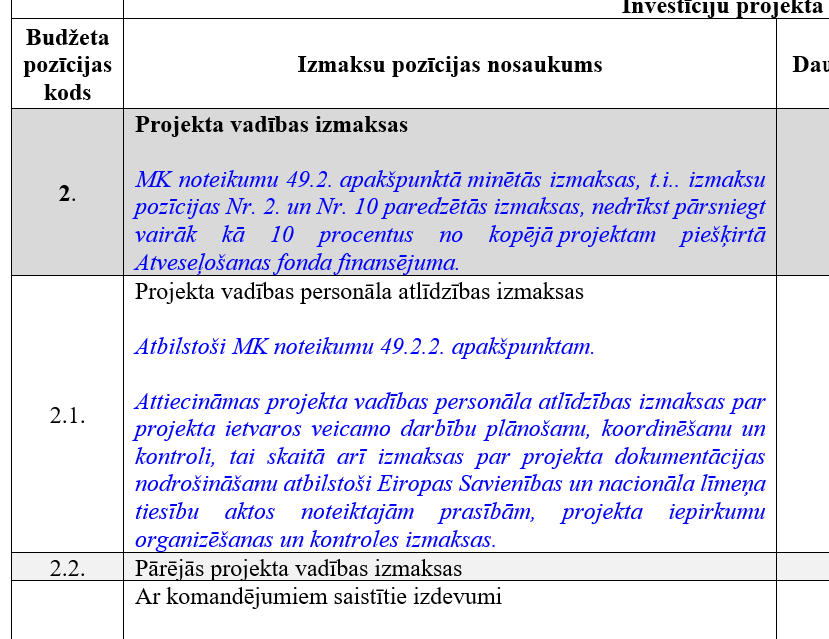 Investīciju projekta
Budžeta
pozīcijas
kods
Izmaksu pozīcijas nosaukums
Dau
2.
Projekta vadības izmaksas
MK noteikumu 49.2. apakšpunktā minētās izmaksas, t.i.. izmaksu
pozīcijas Nr. 2. un Nr. 10 paredzētās izmaksas, nedrīkst pārsniegt
vairāk kā 10 procentus no kopējā projektam piešķirtā
Atveseļošanas fonda finansējuma.
2.1.
Projekta vadības personāla atlīdzības izmaksas
Atbilstoši MK noteikumu 49.2.2. apakšpunktam.
Attiecināmas projekta vadības personāla atlīdzības izmaksas par
projekta ietvaros veicamo darbību plānošanu, koordinēšanu un
kontroli, tai skaitā arī izmaksas par projekta dokumentācijas
nodrošināšanu atbilstoši Eiropas Savienības un nacionāla līmeņa
tiesību aktos noteiktajām prasībām, projekta iepirkumu
organizēšanas un kontroles izmaksas.
2.2.
Pārējās projekta vadības izmaksas
Ar komandējumiem saistītie izdevumi